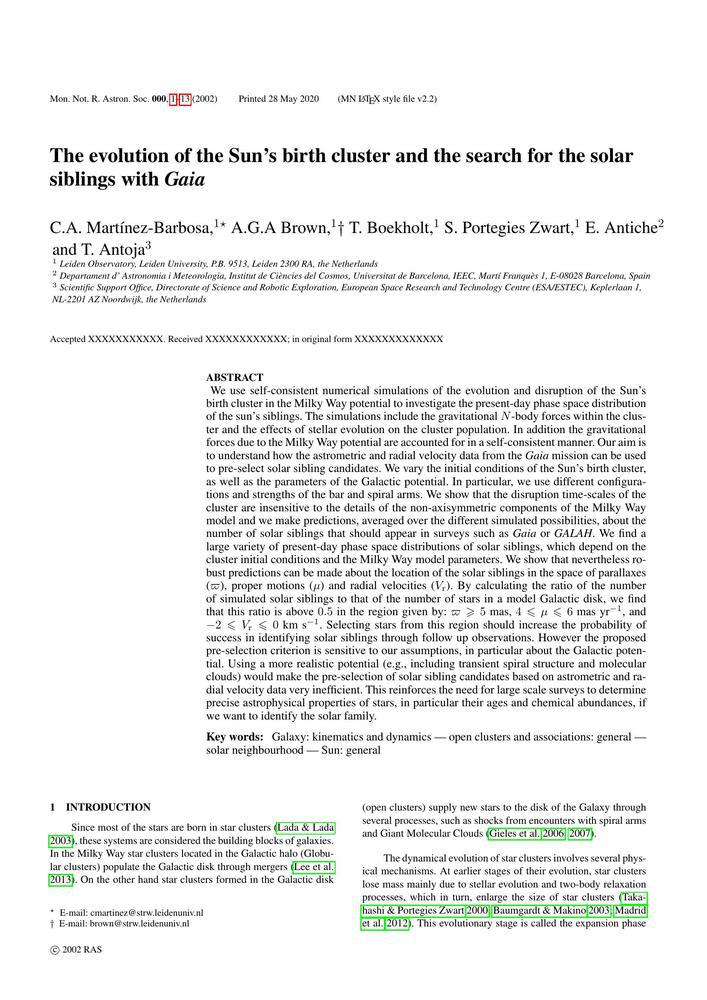 Mon. Not. R. Astron. Soc. 000, 1–13 (2002) Printed 28 May 2020 (MN LATEX style file v2.2)
The evolution of the Sun's birth cluster and the search for the solar
siblings with Gaia
C.A. Martínez-Barbosa,1⋆ A.G.A Brown,1† T. Boekholt,1 S. Portegies Zwart,1 E. Antiche2
and T. Antoja3
1 Leiden Observatory, Leiden University, P.B. 9513, Leiden 2300 RA, the Netherlands
2 Departament d' Astronomia i Meteorologia, Institut de Ciències del Cosmos, Universitat de Barcelona, IEEC, Martí Franquès 1, E-08028 Barcelona, Spain
3 Scientific Support Office, Directorate of Science and Robotic Exploration, European Space Research and Technology Centre (ESA/ESTEC), Keplerlaan 1,
NL-2201 AZ Noordwijk, the Netherlands
Accepted XXXXXXXXXXX. Received XXXXXXXXXXXX; in original form XXXXXXXXXXXXX
ABSTRACT
We use self-consistent numerical simulations of the evolution and disruption of the Sun's
birth cluster in the Milky Way potential to investigate the present-day phase space distribution
of the sun's siblings. The simulations include the gravitational N-body forces within the clus-
ter and the effects of stellar evolution on the cluster population. In addition the gravitational
forces due to the Milky Way potential are accounted for in a self-consistent manner. Our aim is
to understand how the astrometric and radial velocity data from the Gaia mission can be used
to pre-select solar sibling candidates. We vary the initial conditions of the Sun's birth cluster,
as well as the parameters of the Galactic potential. In particular, we use different configura-
tions and strengths of the bar and spiral arms. We show that the disruption time-scales of the
cluster are insensitive to the details of the non-axisymmetric components of the Milky Way
model and we make predictions, averaged over the different simulated possibilities, about the
number of solar siblings that should appear in surveys such as Gaia or GALAH. We find a
large variety of present-day phase space distributions of solar siblings, which depend on the
cluster initial conditions and the Milky Way model parameters. We show that nevertheless ro-
bust predictions can be made about the location of the solar siblings in the space of parallaxes
(ϖ), proper motions (μ) and radial velocities (Vr). By calculating the ratio of the number
of simulated solar siblings to that of the number of stars in a model Galactic disk, we find
that this ratio is above 0.5 in the region given by: ϖ ⩾ 5 mas, 4 ⩽ μ ⩽ 6 mas yr−1, and
−2 ⩽ Vr ⩽ 0 km s−1. Selecting stars from this region should increase the probability of
success in identifying solar siblings through follow up observations. However the proposed
pre-selection criterion is sensitive to our assumptions, in particular about the Galactic poten-
tial. Using a more realistic potential (e.g., including transient spiral structure and molecular
clouds) would make the pre-selection of solar sibling candidates based on astrometric and ra-
dial velocity data very inefficient. This reinforces the need for large scale surveys to determine
precise astrophysical properties of stars, in particular their ages and chemical abundances, if
we want to identify the solar family.
Key words: Galaxy: kinematics and dynamics — open clusters and associations: general —
solar neighbourhood — Sun: general
1 INTRODUCTION
Since most of the stars are born in star clusters (Lada & Lada
2003), these systems are considered the building blocks of galaxies.
In the Milky Way star clusters located in the Galactic halo (Globu-
lar clusters) populate the Galactic disk through mergers (Lee et al.
2013). On the other hand star clusters formed in the Galactic disk
⋆ E-mail: cmartinez@strw.leidenuniv.nl
† E-mail: brown@strw.leidenuniv.nl
© 2002 RAS
(open clusters) supply new stars to the disk of the Galaxy through
several processes, such as shocks from encounters with spiral arms
and Giant Molecular Clouds (Gieles et al. 2006, 2007).
The dynamical evolution of star clusters involves several phys-
ical mechanisms. At earlier stages of their evolution, star clusters
lose mass mainly due to stellar evolution and two-body relaxation
processes, which in turn, enlarge the size of star clusters (Taka-
hashi & Portegies Zwart 2000; Baumgardt & Makino 2003; Madrid
et al. 2012). This evolutionary stage is called the expansion phase